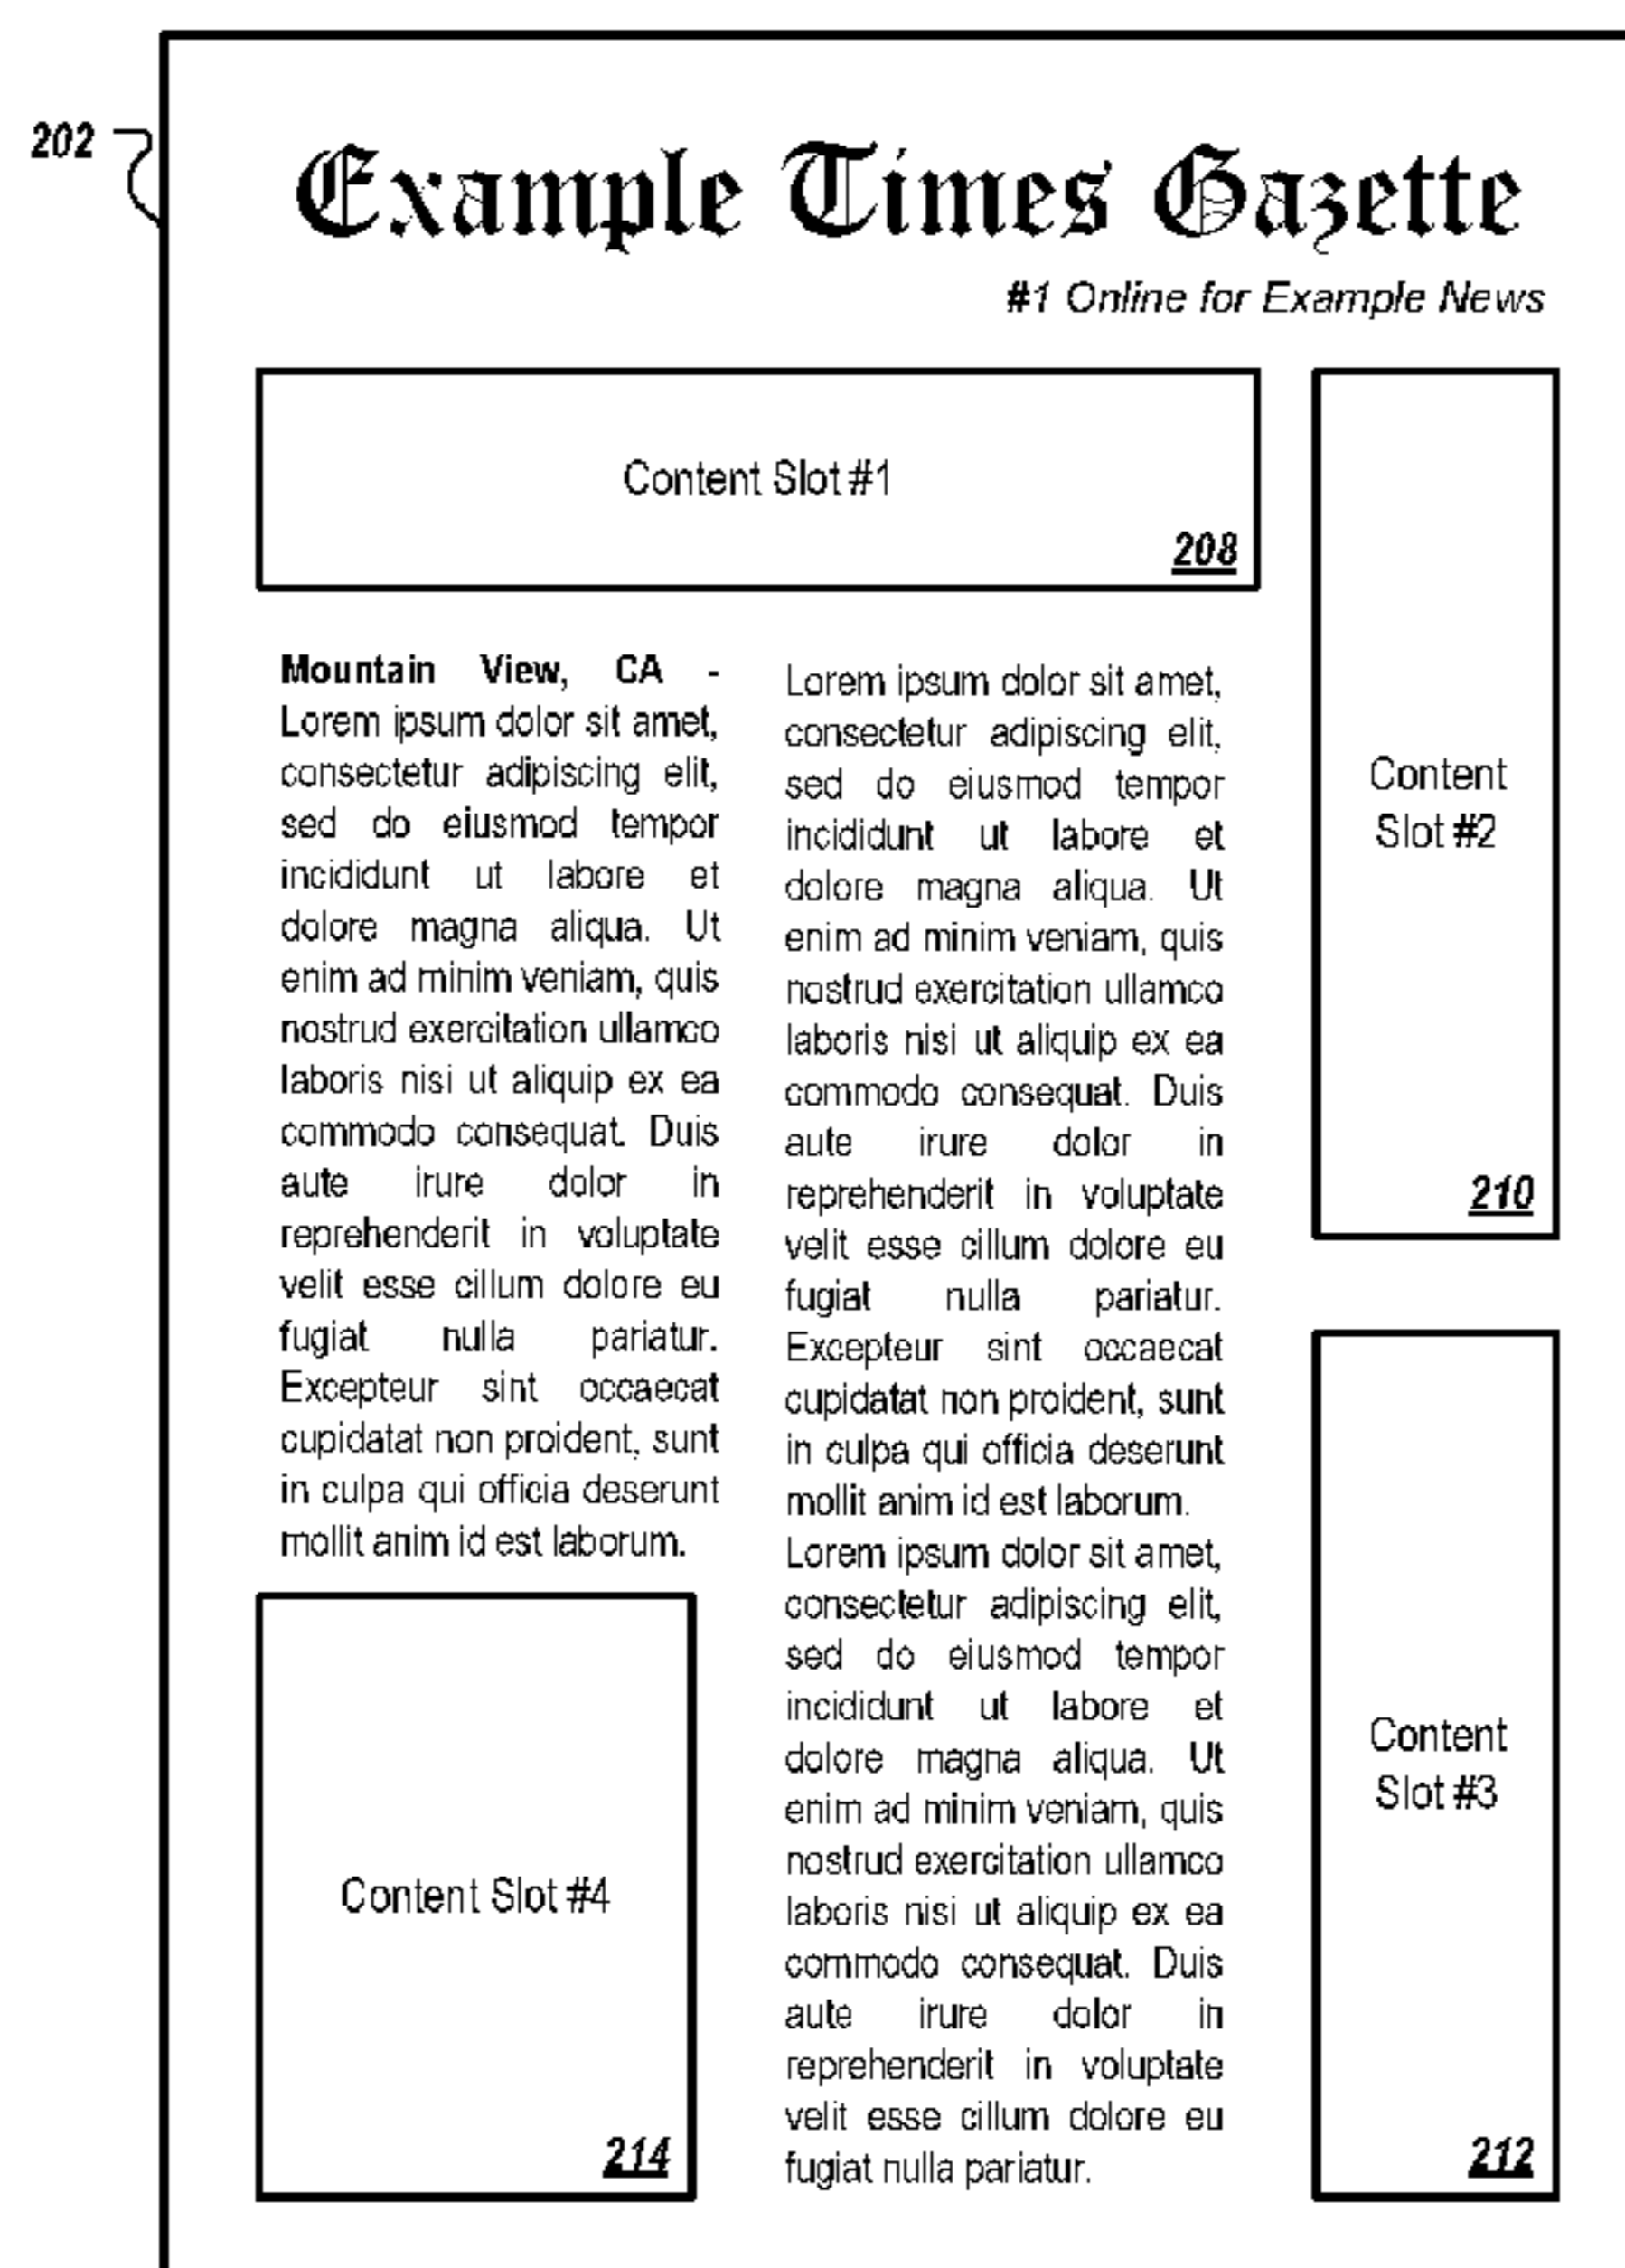 202
Example Times Gazette
#1 Online for Example News
Content Slot #1
208
Mountain View, CA -
Lorem ipsum dolor sit amet,
consectetur adipiscing elit,
sed do eiusmod tempor
incididunt ut labore et
dolore magna aliqua. Ut
enim ad minim veniam, quis
nostrud exercitation ullamco
laboris nisi ut aliquip ex ea
commodo consequat. Duis
aute irure dolor in
reprehenderit in voluptate
velit esse cillum dolore eu
fugiat nulla pariatur.
Excepteur sint occaecat
cupidatat non proident, sunt
in culpa qui officia deserunt
mollit anim id est laborum.
Content Slot #4
214
Lorem ipsum dolor sit amet,
consectetur adipiscing elit,
sed do eiusmod tempor
incididunt ut labore et
dolore magna aliqua. Ut
enim ad minim veniam, quis
nostrud exercitation ullamco
laboris nisi ut aliquip ex ea
commodo consequat. Duis
aute irure dolor in
reprehenderit in voluptate
velit esse cillum dolore eu
fugiat nulla pariatur.
Excepteur sint occaecat
cupidatat non proident, sunt
in culpa qui officia deserunt
mollit anim id est laborum.
Lorem ipsum dolor sit amet,
consectetur adipiscing elit,
sed do eiusmod tempor
incididunt ut labore et
dolore magna aliqua. Ut
enim ad minim veniam, quis
nostrud exercitation ullamco
laboris nisi ut aliquip ex ea
commodo consequat. Duis
aute irure dolor in
reprehenderit in voluptate
velit esse cillum dolore eu
fugiat nulla pariatur.
Content
Slot #2
210
Content
Slot #3
212